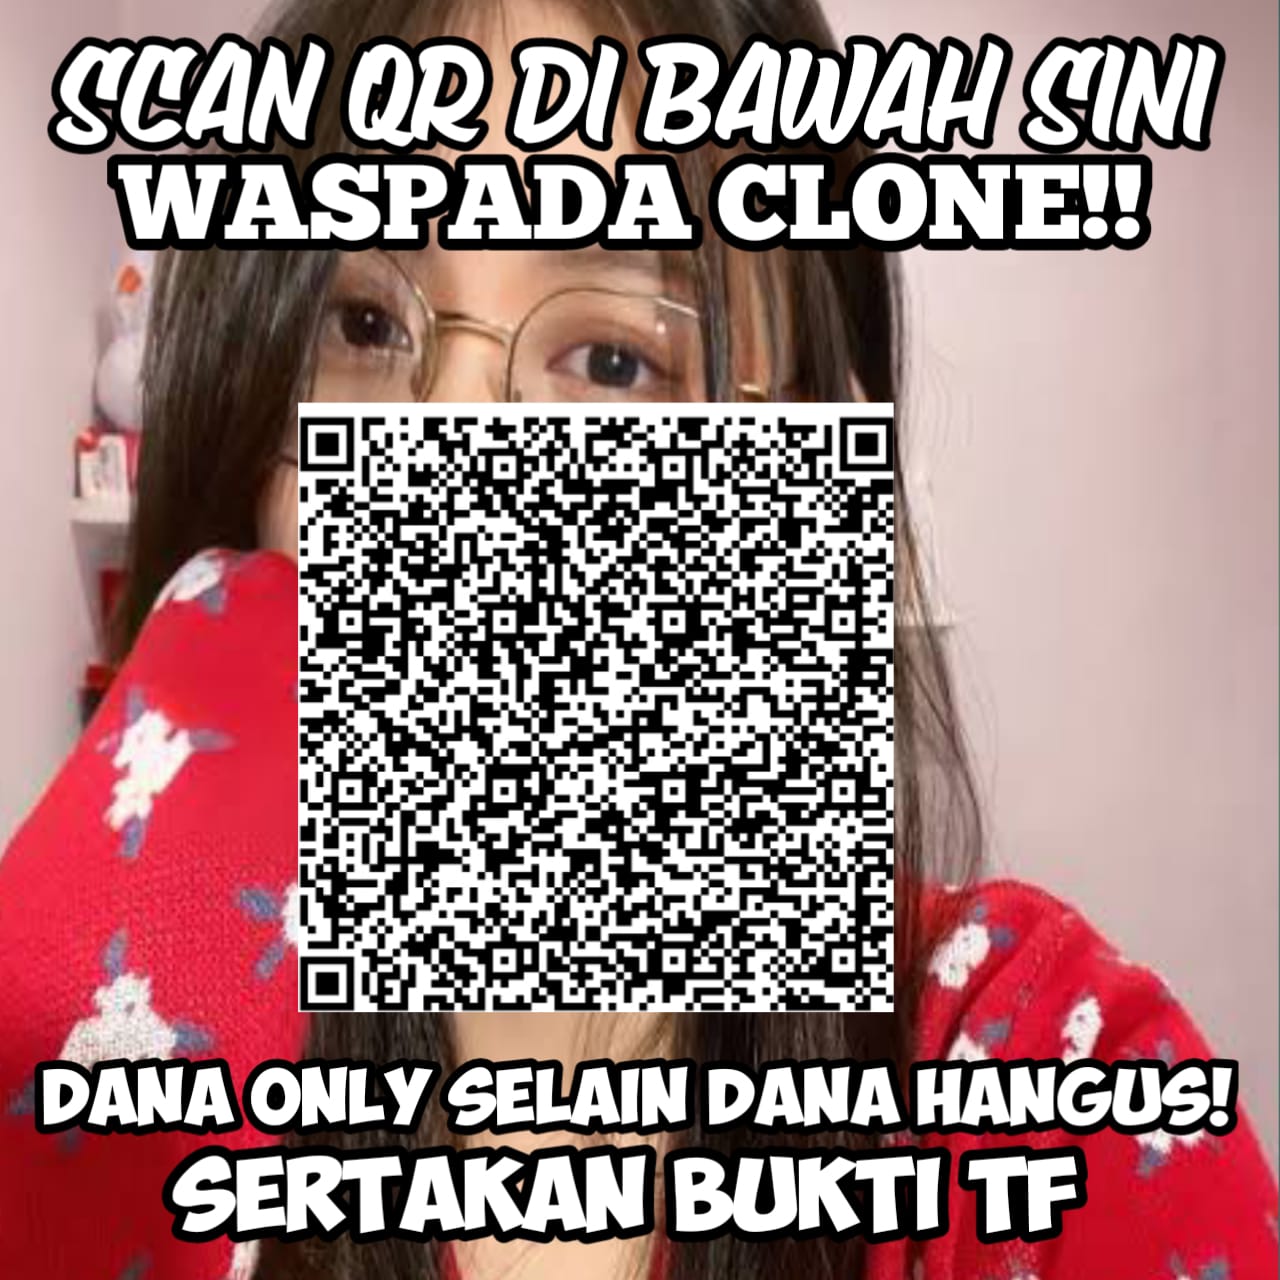 SCAN QR DI BAWAH SINI
WASPADA CLONE!!
DANA ONLY SELAIN DANA HANGUS!
SERTAKAN BUKTI TF